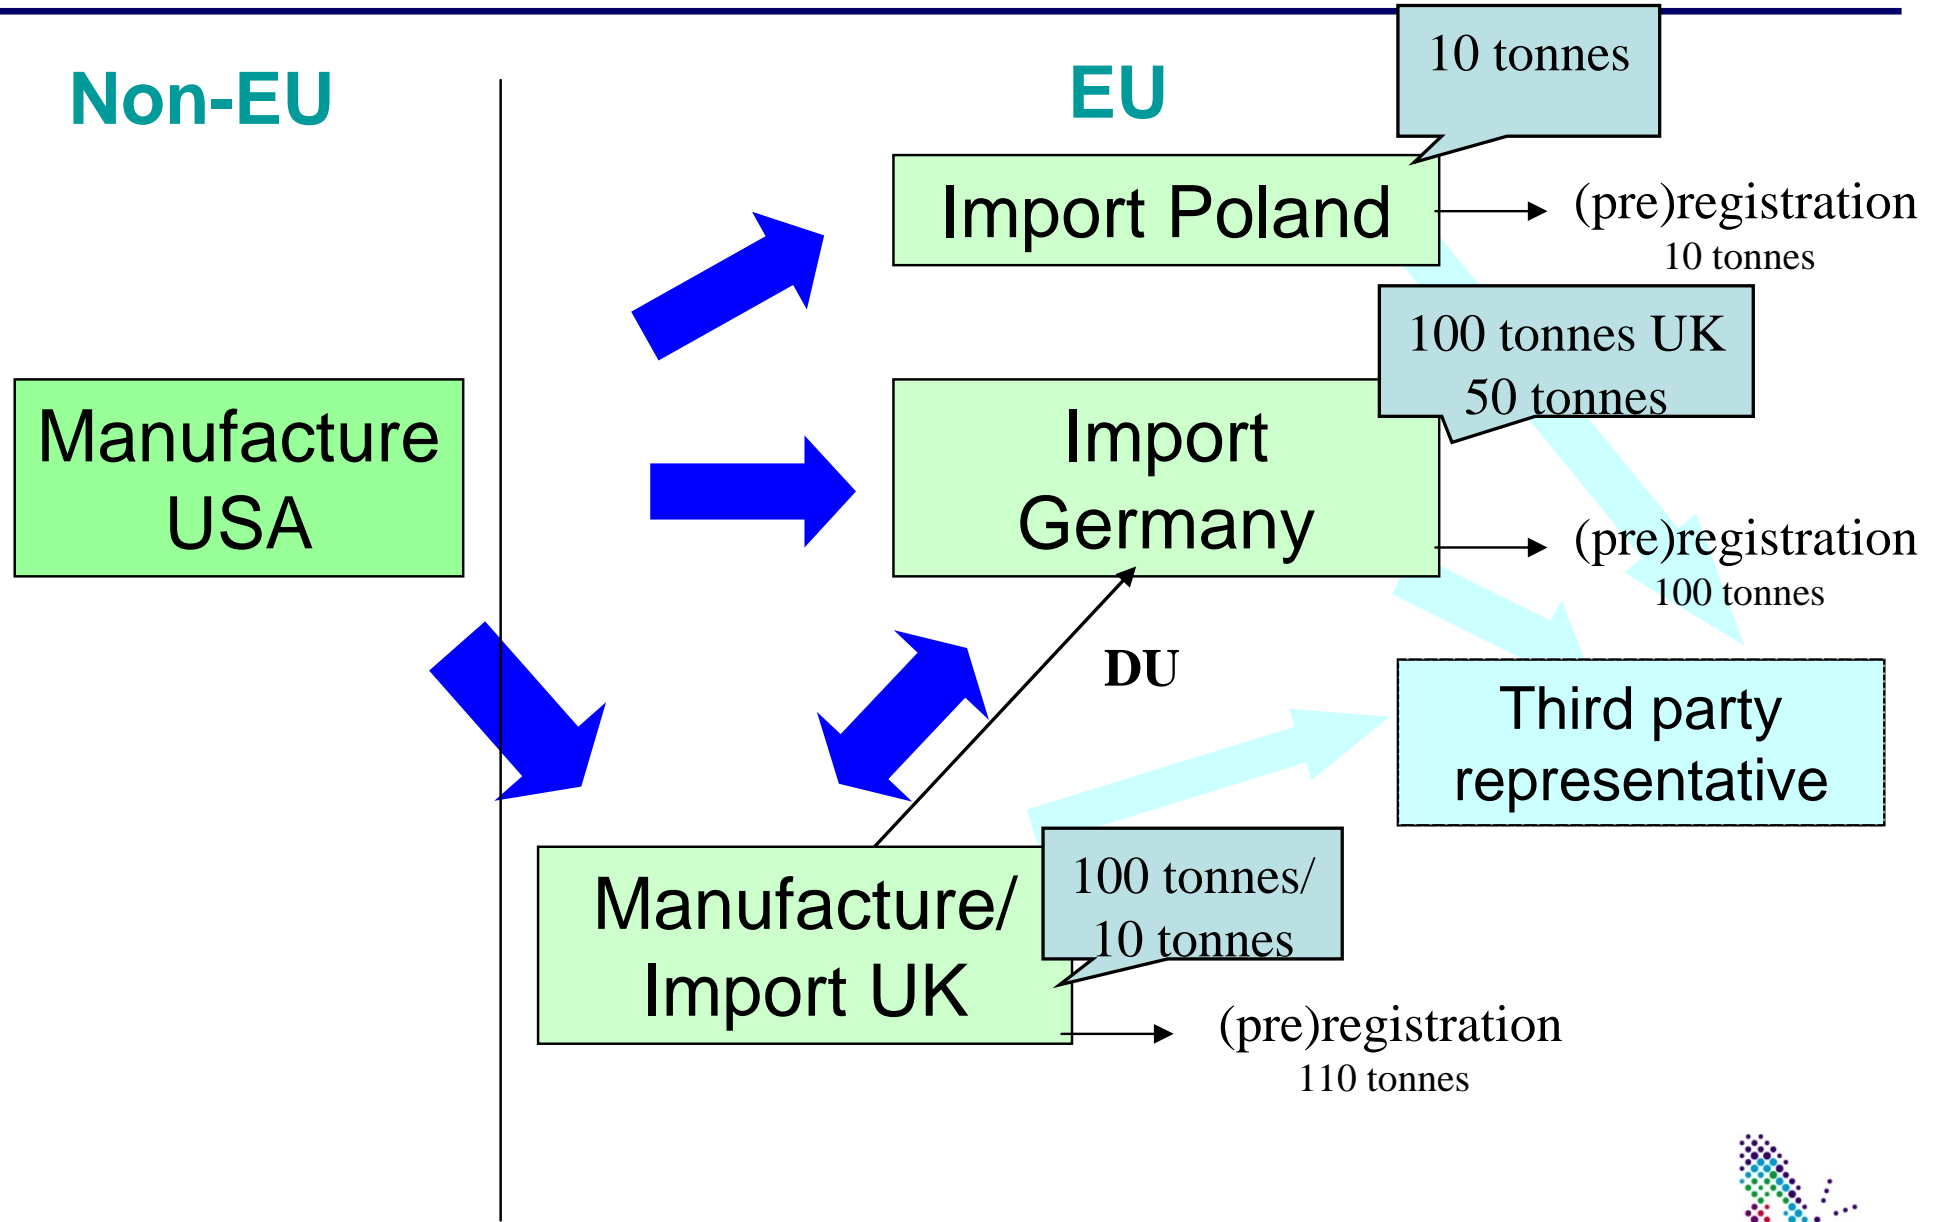 Non-EU
EU
10 tonnes
Import Poland
(pre)registration
10 tonnes
100 tonnes UK
50 tonnes
Manufacture
USA
Import
Germany
(pre)registration
100 tonnes
DU
Third party
representative
Manufacture/
Import UK
100 tonnes/
10 tonnes
(pre)registration
110 tonnes